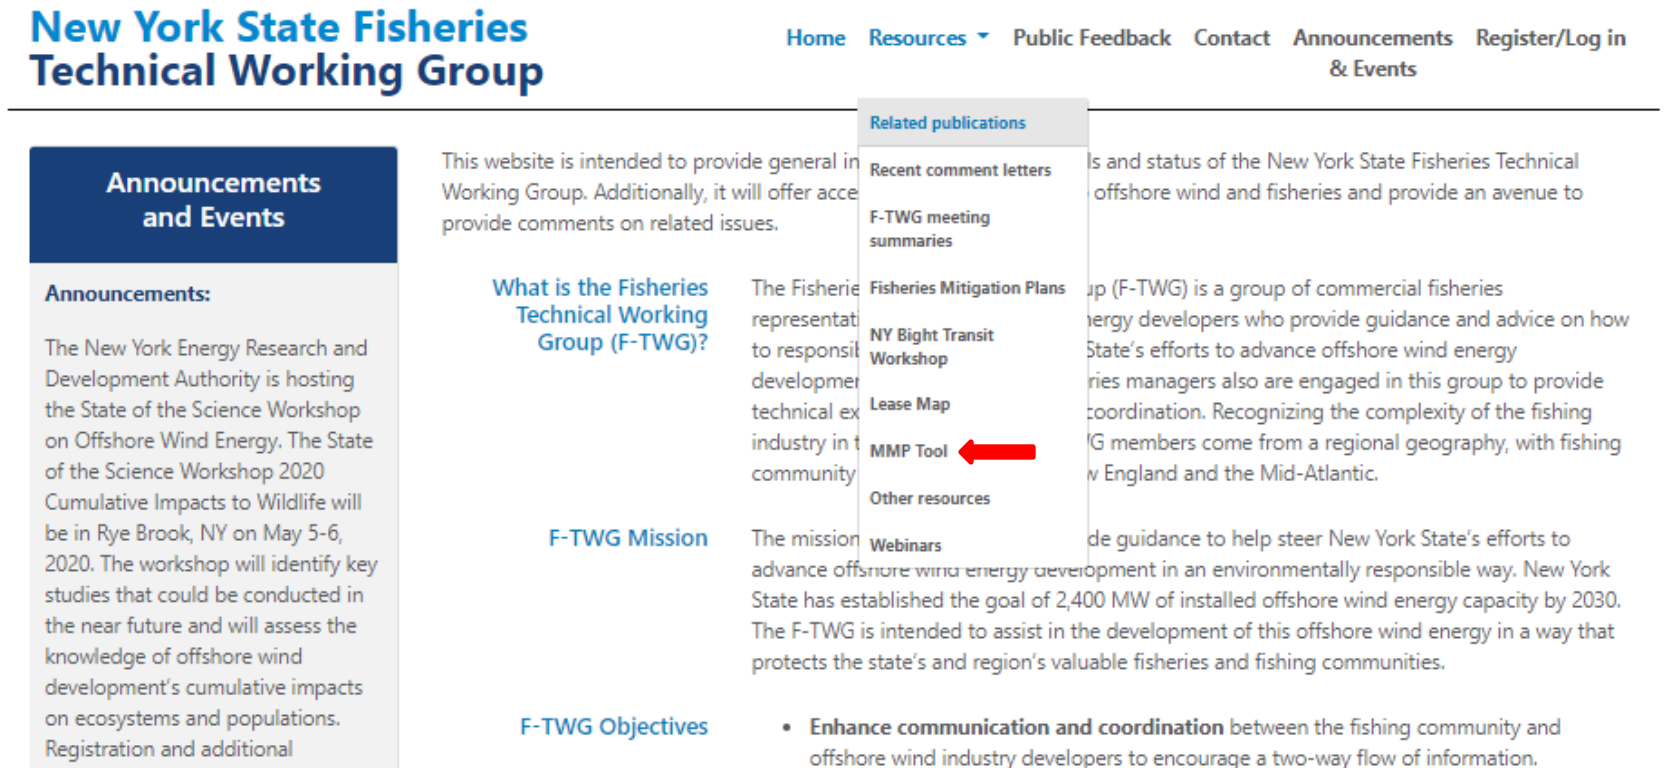 New York State Fisheries
Technical Working Group
Home Resources Public Feedback Contact Announcements Register/Log in
& Events
Related publications
Recent comment letters
F-TWG meeting
summaries
Fisheries Mitigation Plans
NY Bight Transit
Workshop
Lease Map
MMP Tool
Other resources
Webinars
Announcements
and Events
Announcements:
The New York Energy Research and
Development Authority is hosting
the State of the Science Workshop
on Offshore Wind Energy. The State
of the Science Workshop 2020
Cumulative Impacts to Wildlife will
be in Rye Brook, NY on May 5-6,
2020. The workshop will identify key
studies that could be conducted in
the near future and will assess the
knowledge of offshore wind
development's cumulative impacts
on ecosystems and populations.
Registration and additional
This website is intended to provide general in ls and status of the New York State Fisheries Technical
Working Group. Additionally, it will offer acce offshore wind and fisheries and provide an avenue to
provide comments on related issues.
What is the Fisheries
Technical Working
Group (F-TWG)?
The Fisherie up (F-TWG) is a group of commercial fisheries
representati ergy developers who provide guidance and advice on how
to responsib State's efforts to advance offshore wind energy
developmer ries managers also are engaged in this group to provide
technical ex coordination. Recognizing the complexity of the fishing
industry in t G members come from a regional geography, with fishing
community England and the Mid-Atlantic.
F-TWG Mission
The mission de guidance to help steer New York State's efforts to
advance offshore wind energy development in an environmentally responsible way. New York
State has established the goal of 2,400 MW of installed offshore wind energy capacity by 2030.
The F-TWG is intended to assist in the development of this offshore wind energy in a way that
protects the state's and region's valuable fisheries and fishing communities.
F-TWG Objectives
• Enhance communication and coordination between the fishing community and
offshore wind industry developers to encourage a two-way flow of information.